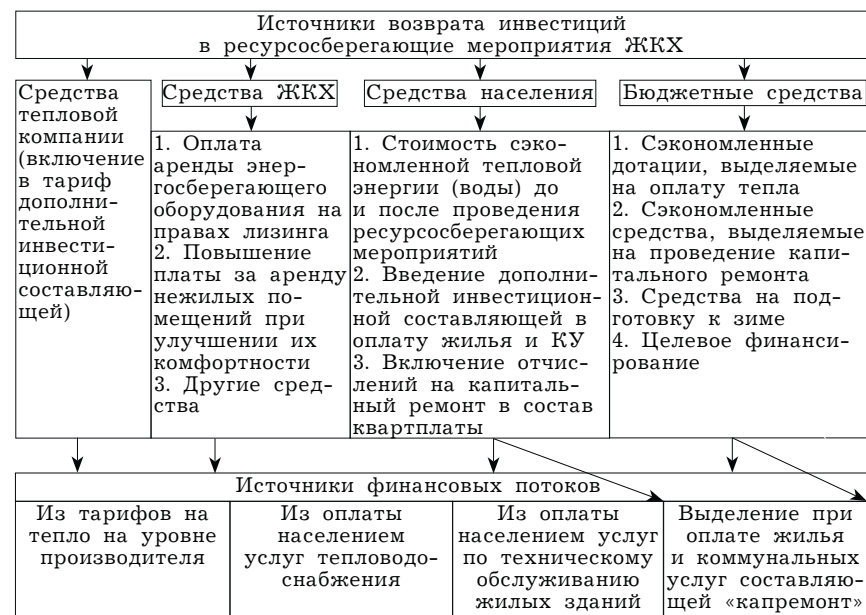 Источники возврата инвестиций
в ресурсосберегающие мероприятия ЖКХ
Средства
тепловой
компании
(включение
в тариф
дополни-
тельной
инвести-
ционной
составляю-
щей)
Средства ЖКХ
1. Оплата
аренды энер-
госберегающего
оборудования на
правах лизинга
2. Повышение
платы за аренду
нежилых по-
мещений при
улучшении их
комфортности
3. Другие сред-
ства
Средства населения
1. Стоимость сэко-
номленной тепловой
энергии (воды) до
и после проведения
ресурсосберегающих
мероприятий
2. Введение дополни-
тельной инвестицион-
ной составляющей в
оплату жилья и КУ
3. Включение отчис-
лений на капиталь-
ный ремонт в состав
квартплаты
Бюджетные средства
1. Сэкономленные
дотации, выделяемые
на оплату тепла
2. Сэкономленные
средства, выделяемые
на проведение капи-
тального ремонта
3. Средства на под-
готовку к зиме
4. Целевое финанси-
рование
Источники финансовых потоков
Из тарифов на
тепло на уровне
производителя
Из оплаты
населением
услуг тепловодо-
снабжения
Из оплаты
населением услуг
по техническому
обслуживанию
жилых зданий
Выделение при
оплате жилья
и коммунальных
услуг составляю-
щей «капремонт»